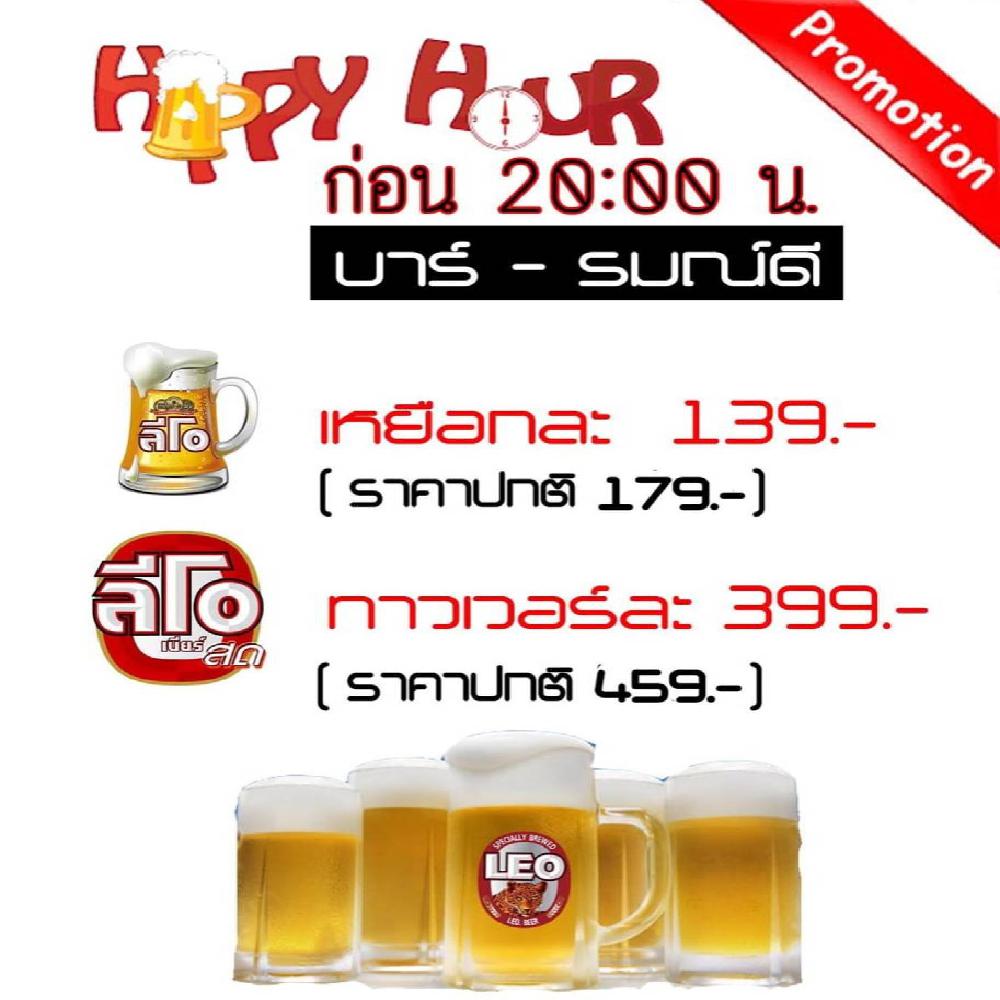 HAPPY HOUR
Promotion
ก่อน 20:00 น.
บาร์ - รมณ์ดี
ลีโอ
เหยือกละ 139.-
( ราคาปกติ 179.-)
ลีโอ
เบียร์
สด
ทาวเวอร์ละ 399.-
( ราคาปกติ 459.-)
SPECIALLY BREWED
LEO
LEO BEER